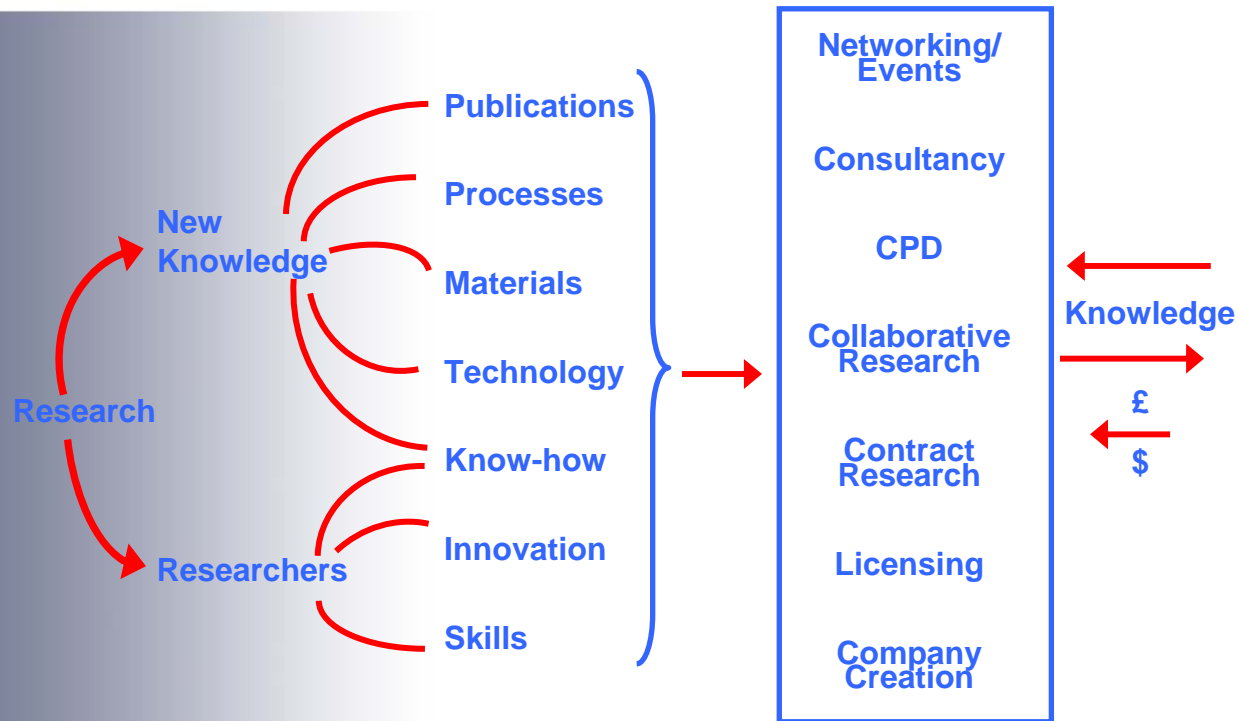 Research
New
Knowledge
Researchers
Publications
Processes
Materials
Technology
Know-how
Innovation
Skills
Networking/
Events
Consultancy
CPD
Collaborative
Research
Contract
Research
Licensing
Company
Creation
Knowledge
£
$